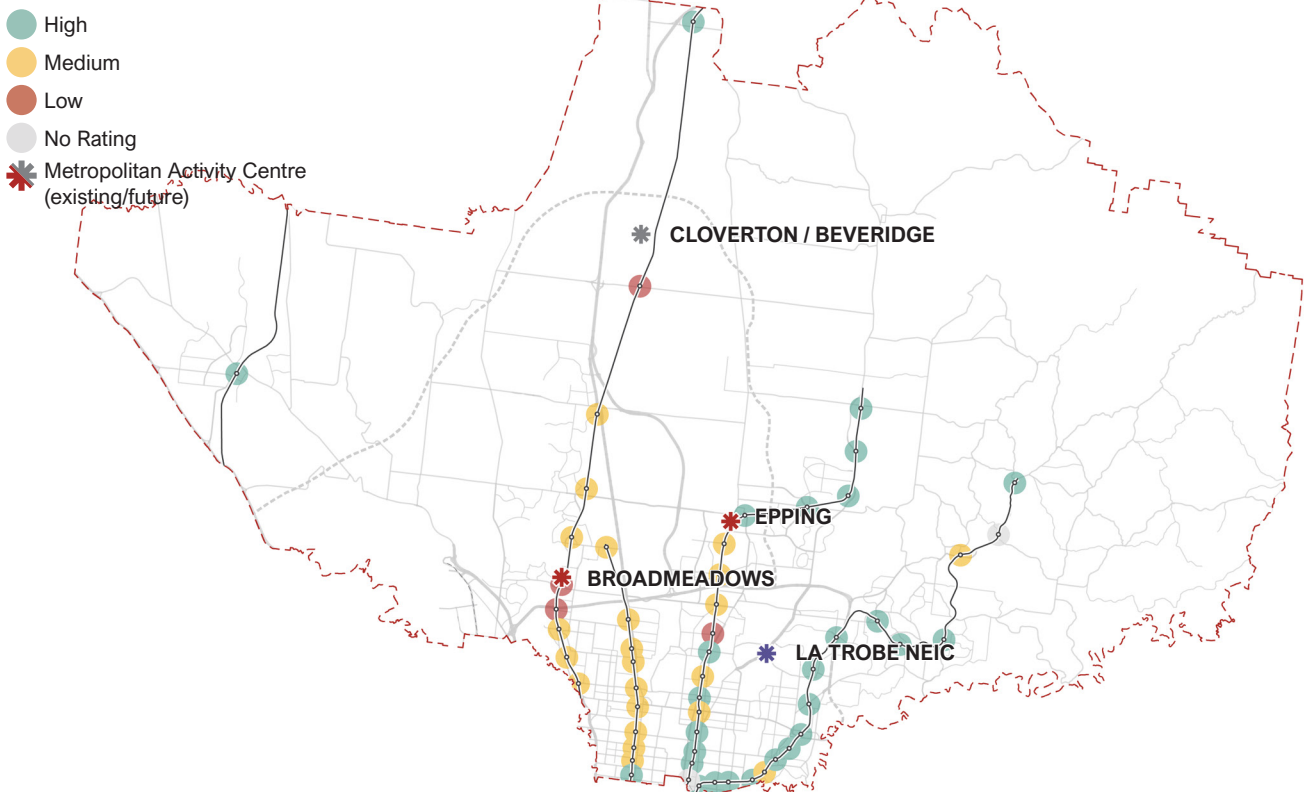 High
Medium
Low
No Rating
Metropolitan Activity Centre
(existing/future)
CLOVERTON / BEVERIDGE
EPPING
BROADMEADOWS
LA TROBE NEIC